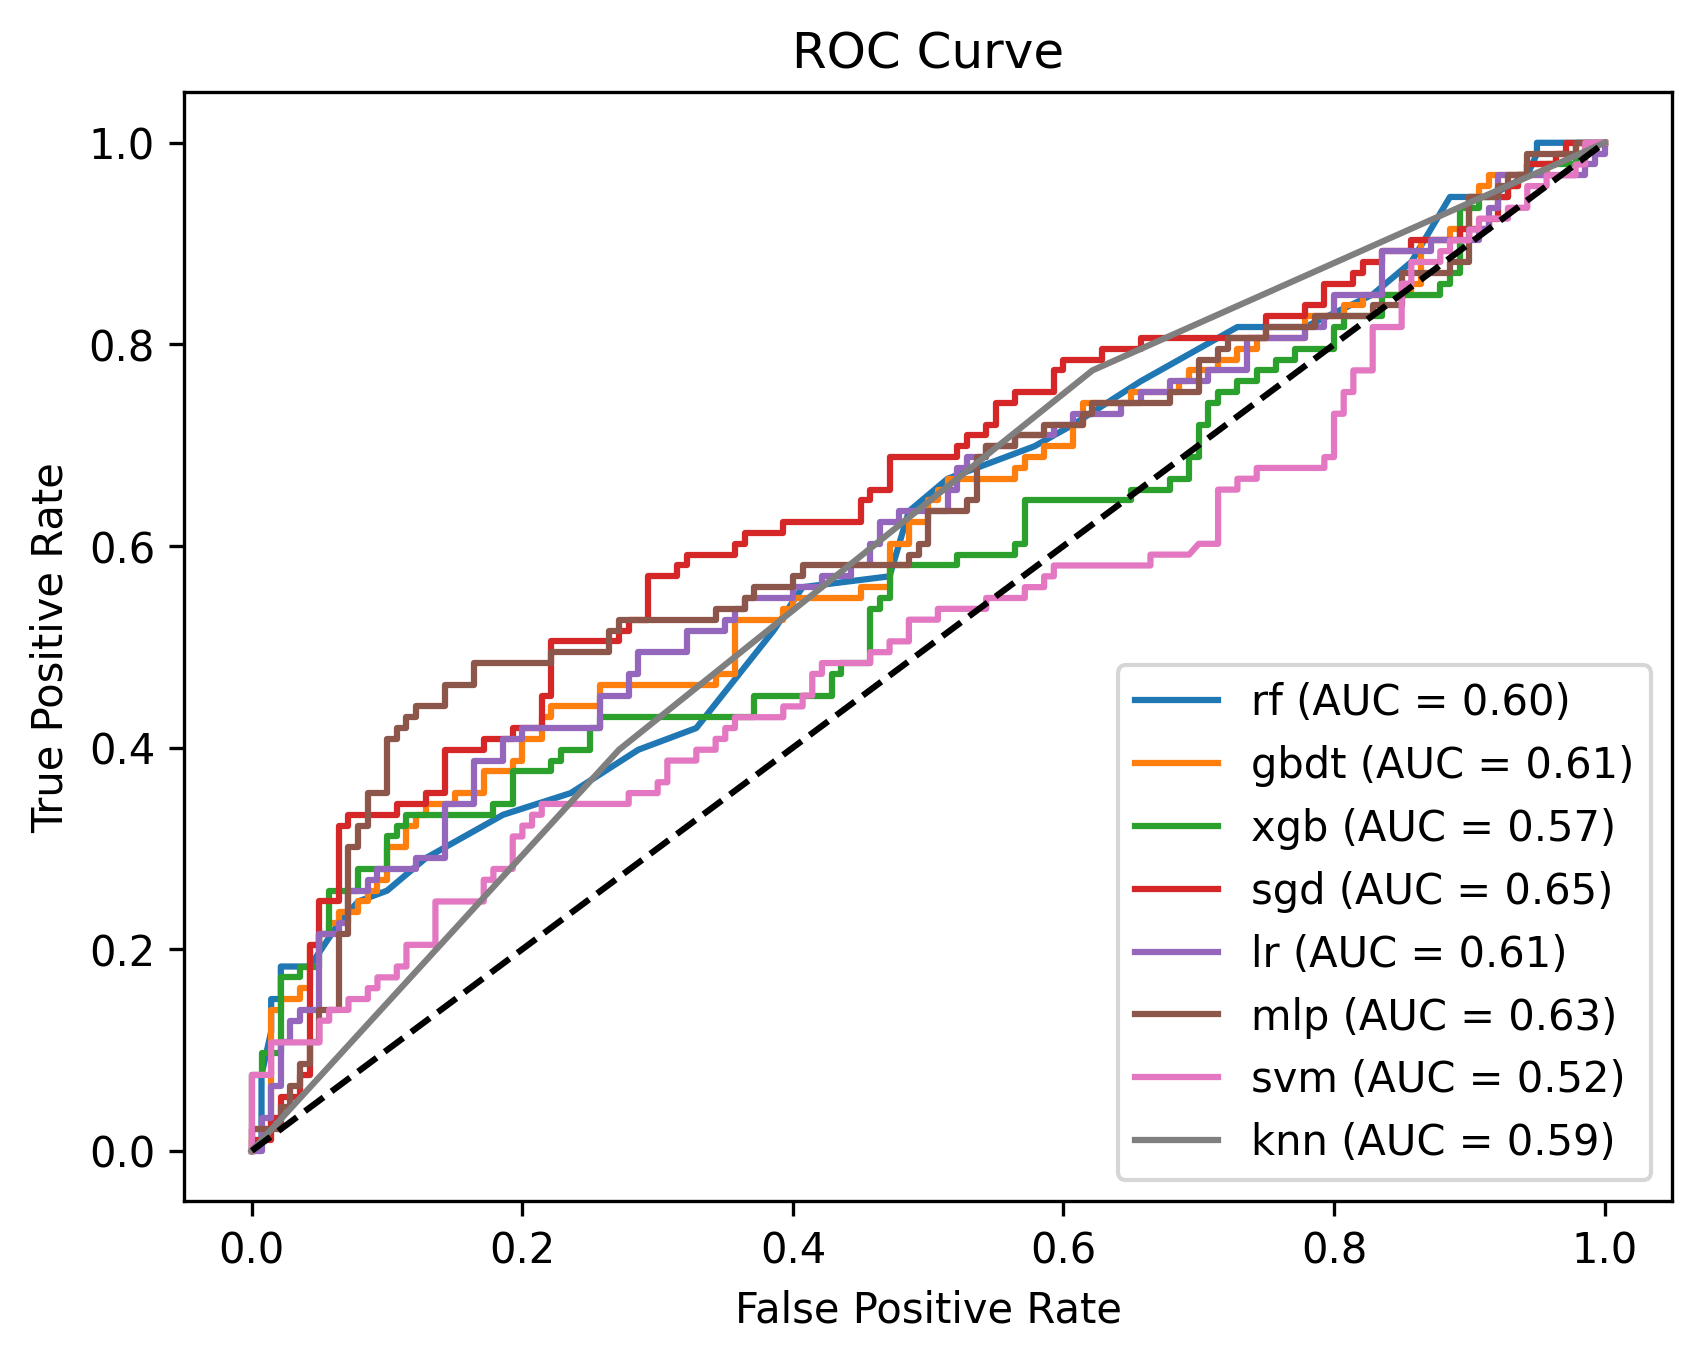 ROC Curve
True Positive Rate
1.0
0.8
0.6
0.4
0.2
0.0
rf (AUC = 0.60)
gbdt (AUC = 0.61)
xgb (AUC = 0.57)
sgd (AUC = 0.65)
lr (AUC = 0.61)
mlp (AUC = 0.63)
svm (AUC = 0.52)
knn (AUC = 0.59)
0.0 0.2 0.4 0.6 0.8 1.0
False Positive Rate